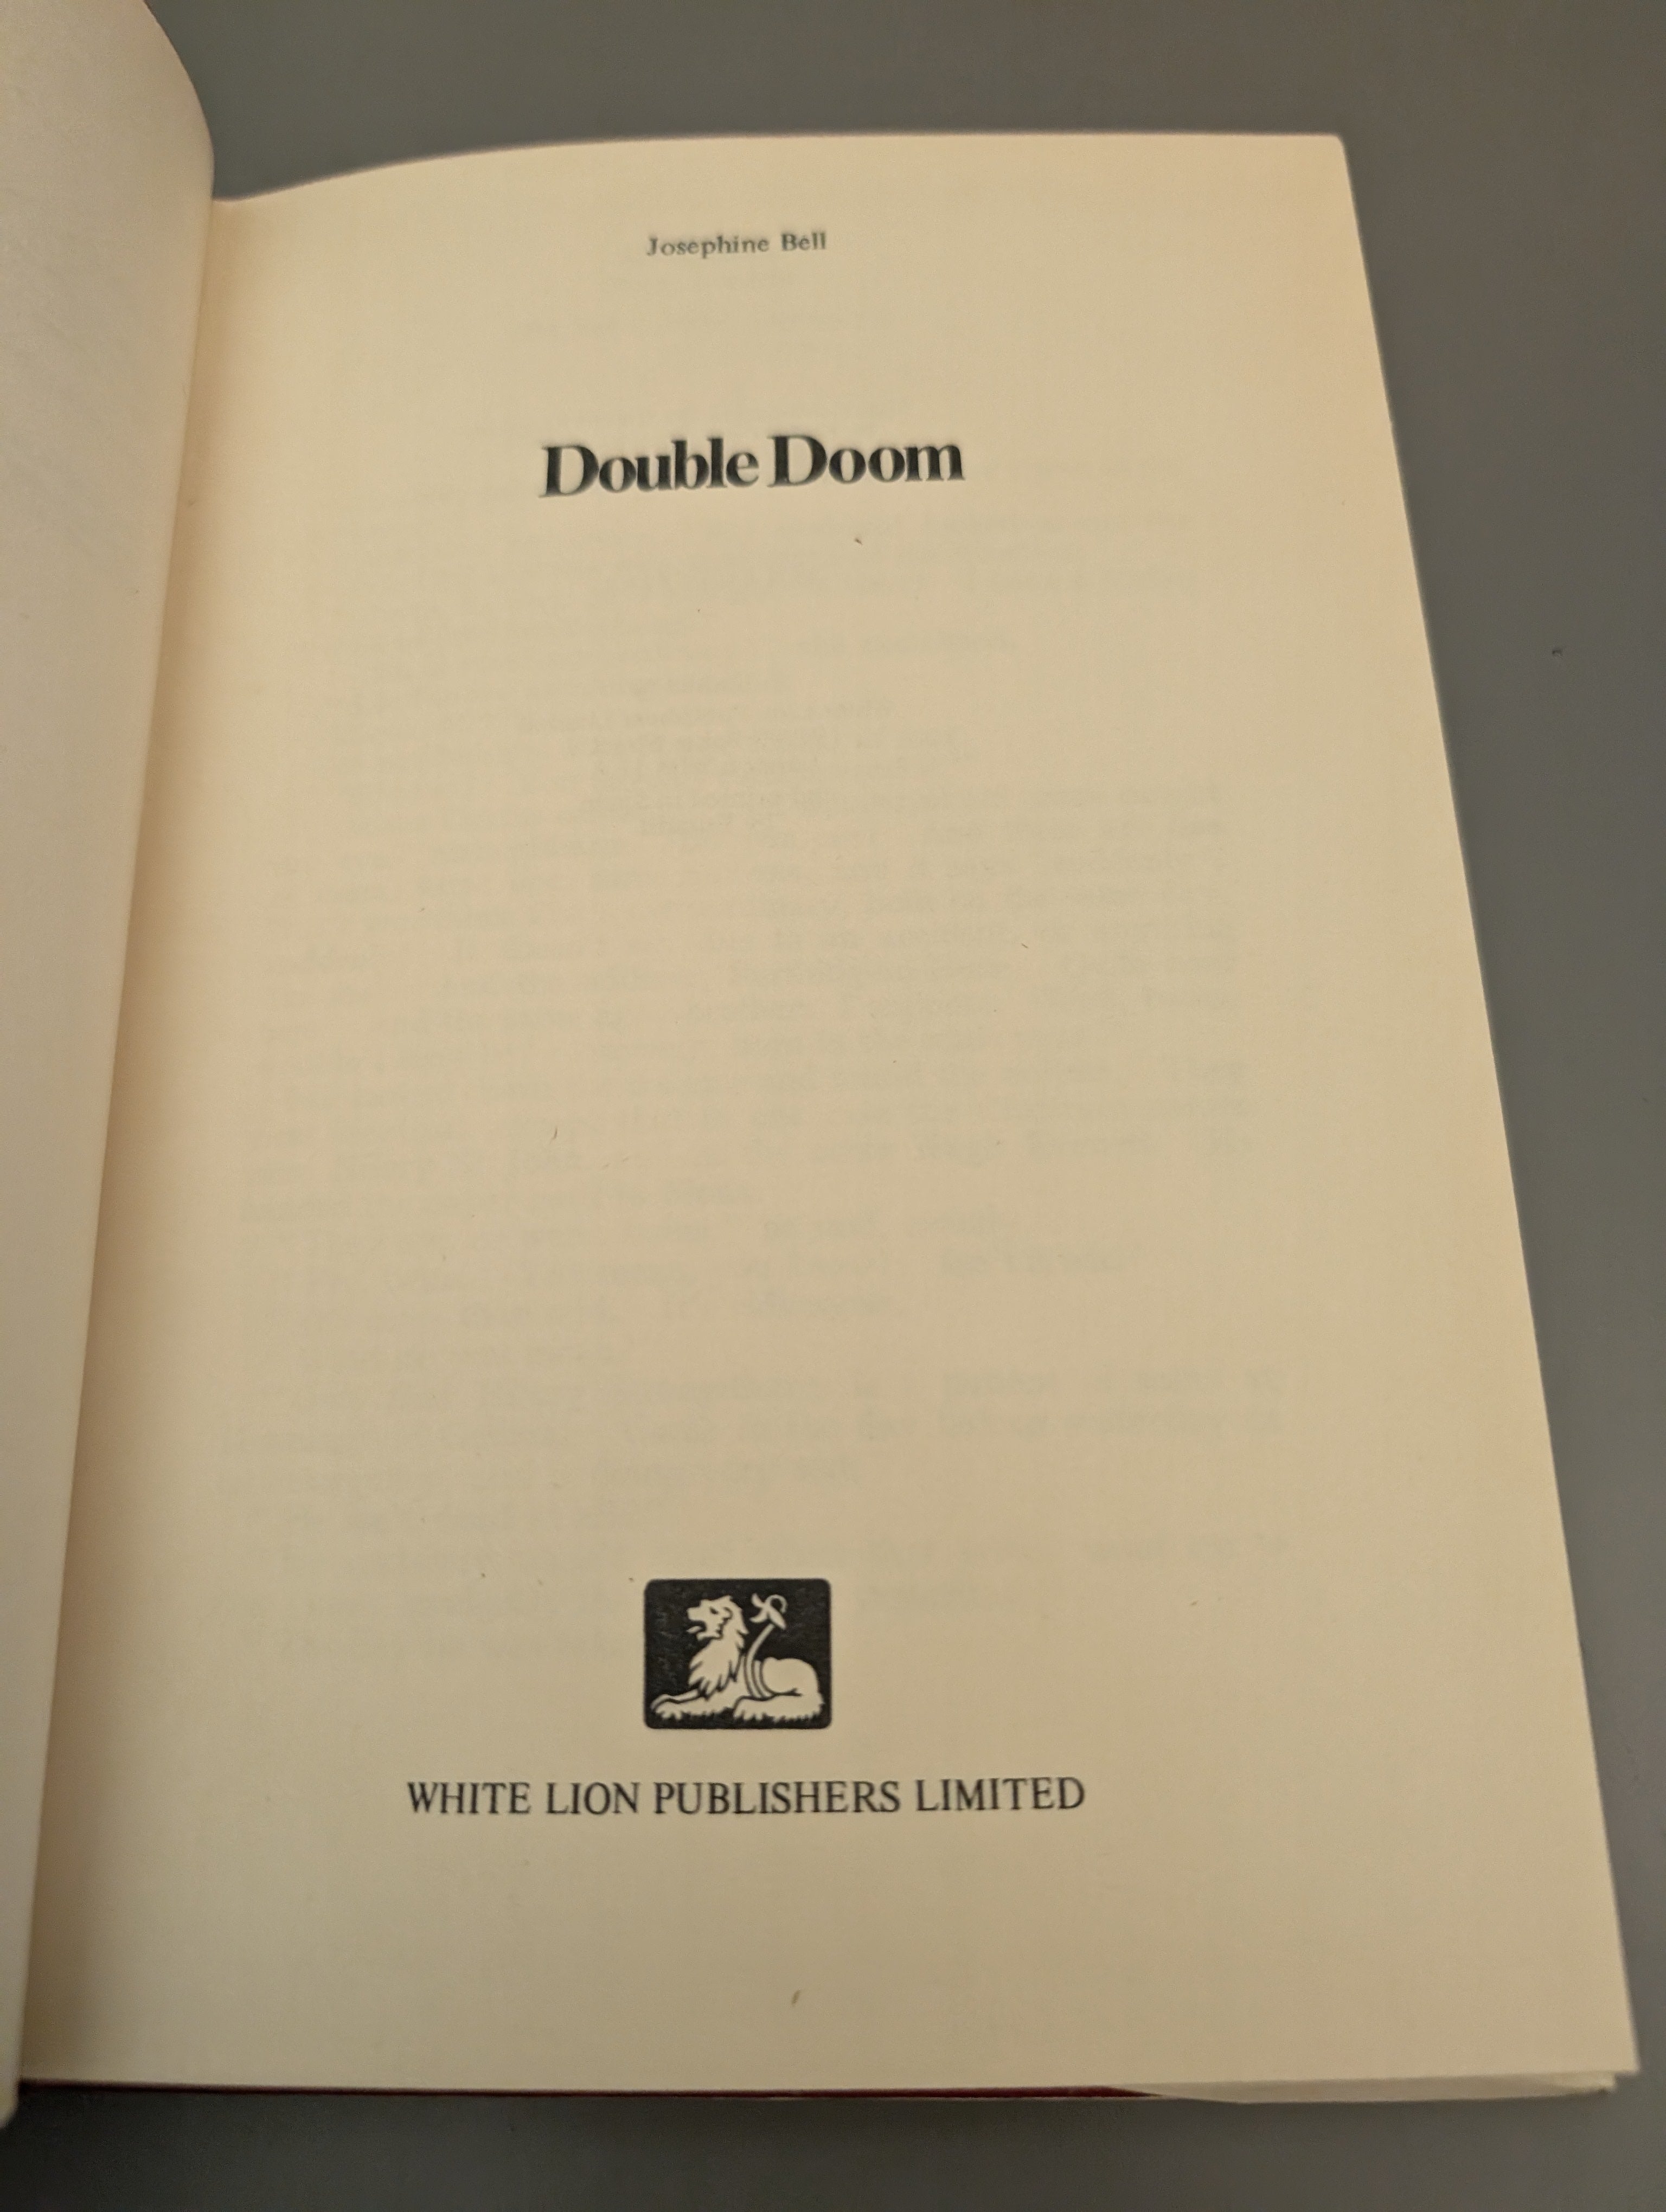 Josephine Bell
Double Doom
WHITE LION PUBLISHERS LIMITED